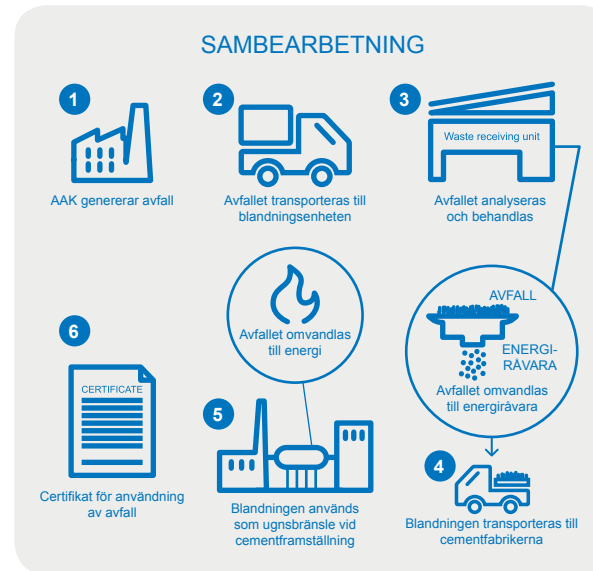 SAMBEARBETNING
1
AAK genererar avfall
2
Avfallet transporteras till
blandningsenheten
3
Waste receiving unit
Avfallet analyseras
och behandlas
AVFALL
ENERGI-
RÅVARA
Avfallet omvandlas
till energiråvara
4
Blandningen transporteras till
cementfabrikerna
Avfallet omvandlas
till energi
5
Blandningen används
som ugnsbränsle vid
cementframställning
6
CERTIFICATE
Certifikat för användning
av avfall